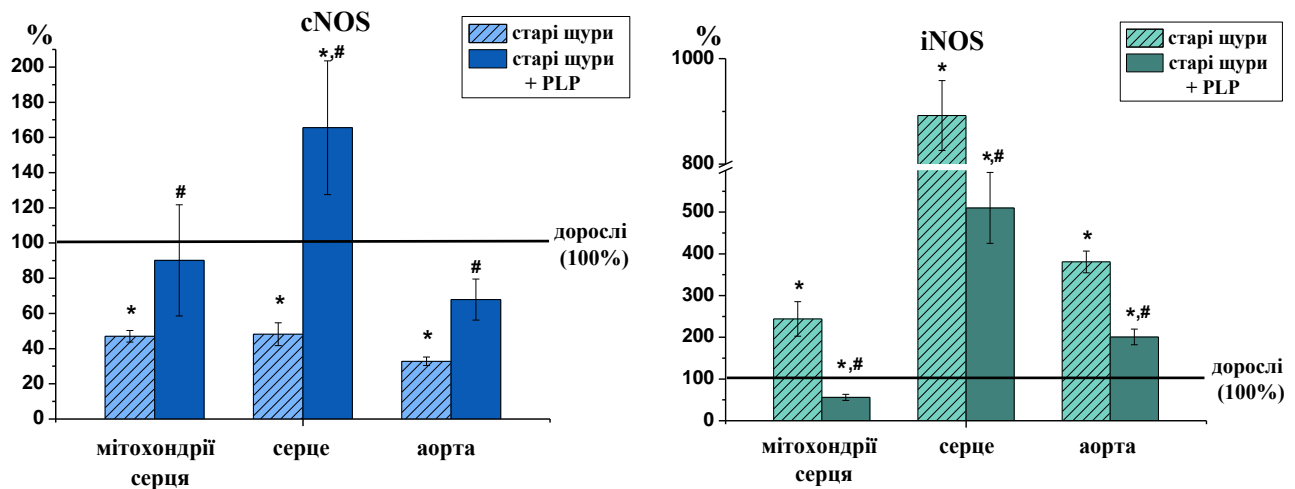 cNOS
%
старі щури
старі щури
+ PLP
200
180
160
140
120
100
80
60
40
20
0
*
#
*
*,#
*
#
дорослі
(100%)
мітохондрії
серця
серце
аорта
iNOS
%
старі щури
старі щури
+ PLP
1000
800
500
400
300
200
100
0
*
*,#
*
*,#
*
*,#
дорослі
(100%)
мітохондрії
серця
серце
аорта